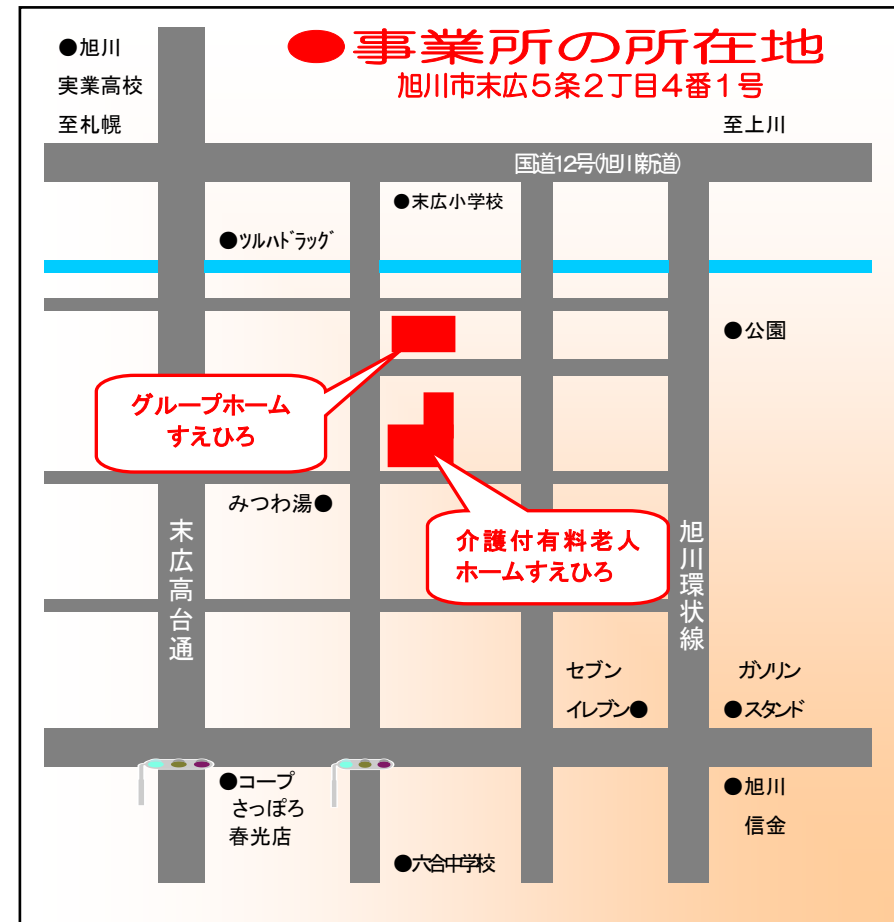 ●事業所の所在地
旭川市末広5条2丁目4番1号
●旭川
実業高校
至札幌
至上川
国道12号(旭川新道)
●末広小学校
●ツルハドラッグ
●公園
グループホーム
すえひろ
みつわ湯●
介護付有料老人
ホームすえひろ
末広高台通
旭川環状線
セブン
イレブン●
ガソリン
●スタンド
●コープ
さっぽろ
春光店
●旭川
信金
●六合中学校